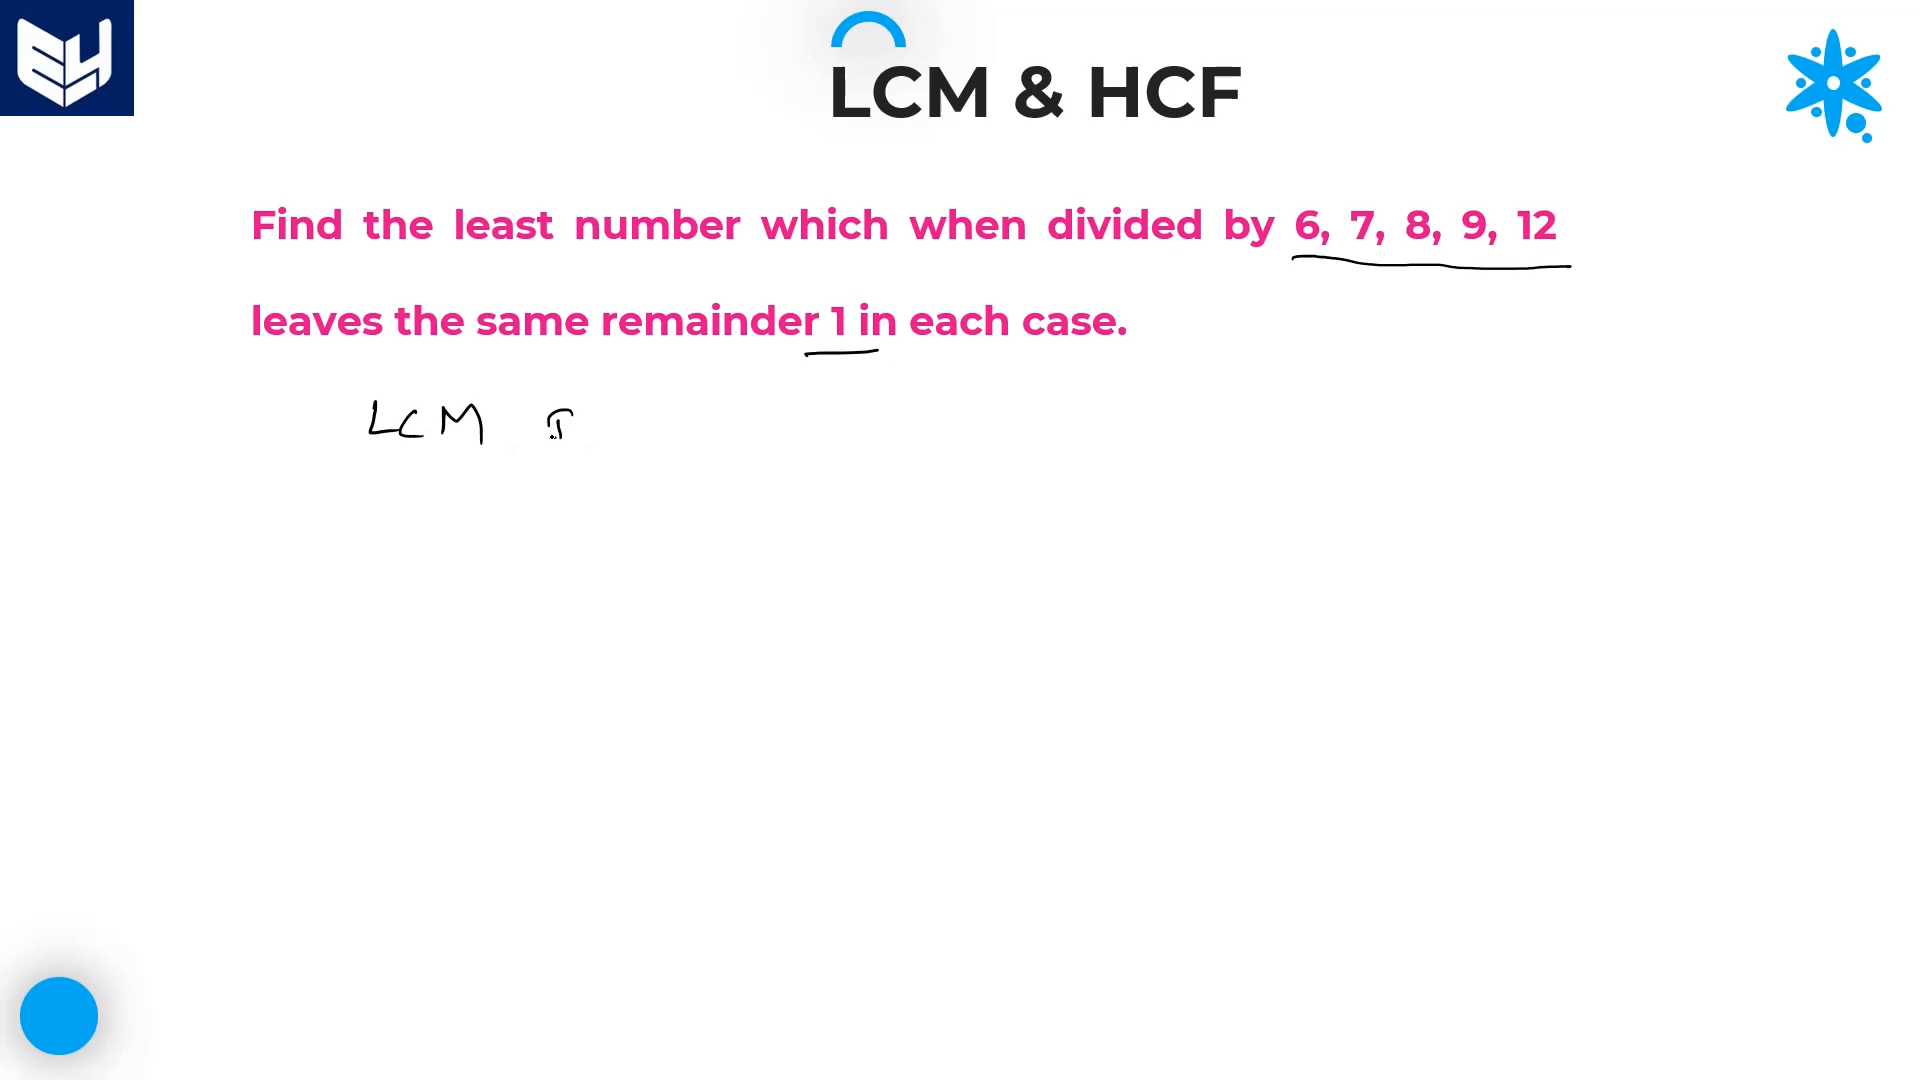 LCM & HCF
Find the least number which when divided by 6, 7, 8, 9, 12
leaves the same remainder 1 in each case.
LCM